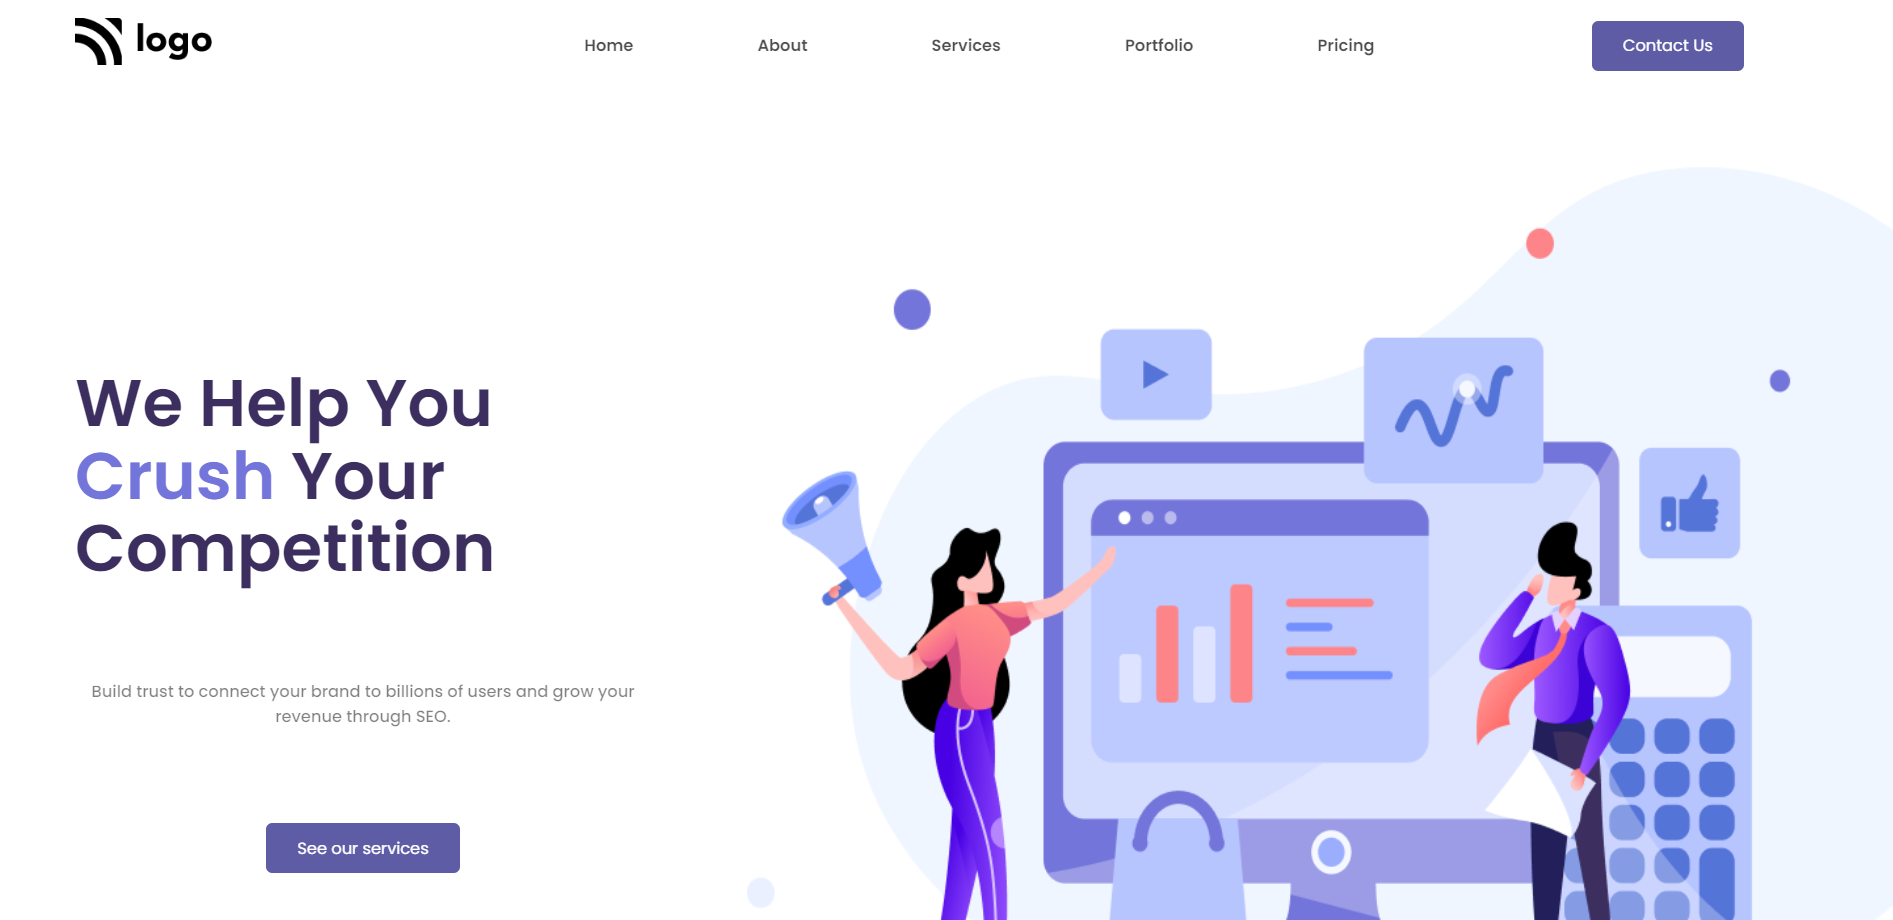 logo
Home About Services Portfolio Pricing Contact Us
We Help You
Crush Your
Competition
Build trust to connect your brand to billions of users and grow your
revenue through SEO.
See our services